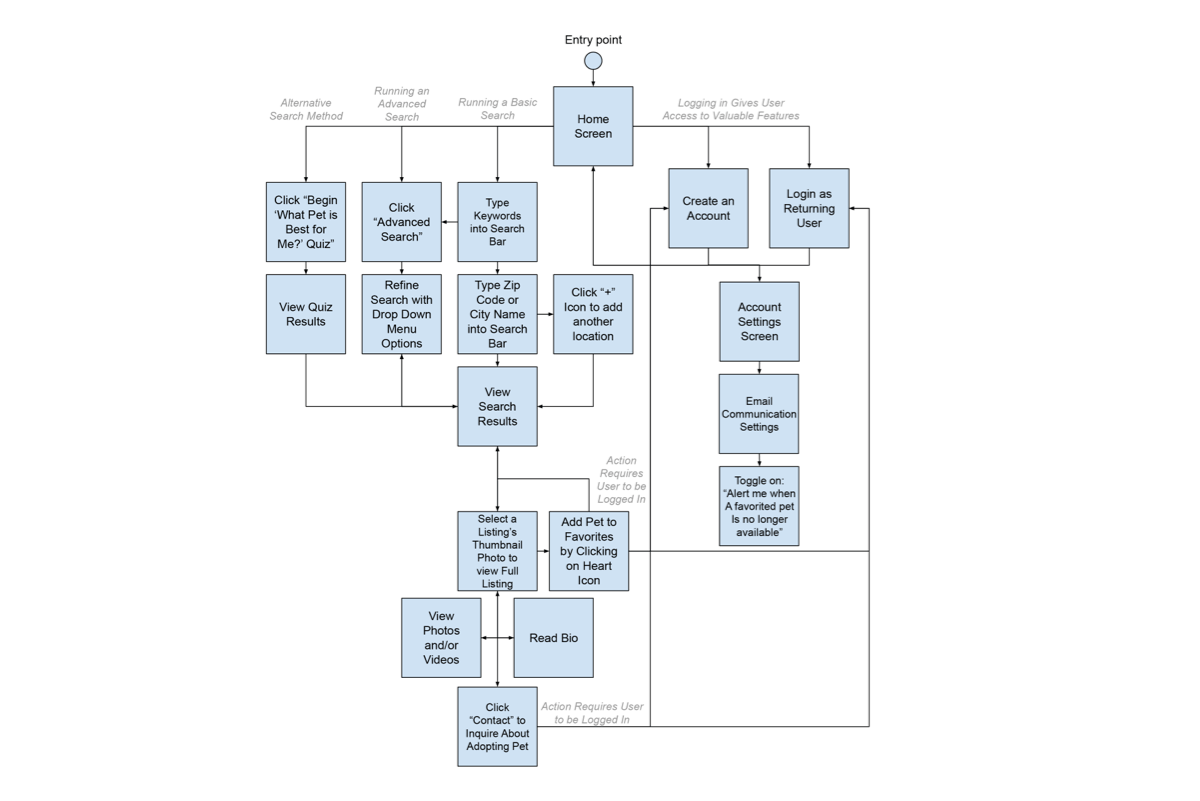 Entry point
Home
Screen
Alternative
Search Method
Running an
Advanced
Search
Running a Basic
Search
Logging in Gives User
Access to Valuable Features
Click “Begin
‘What Pet is
Best for
Me?’ Quiz”
Click
“Advanced
Search”
Type
Keywords
into Search
Bar
Create an
Account
Login as
Returning
User
View Quiz
Results
Refine
Search with
Drop Down
Menu
Options
Type Zip
Code or
City Name
into Search
Bar
Click “+”
Icon to add
another
location
Account
Settings
Screen
View
Search
Results
Email
Communication
Settings
Action
Requires
User to be
Logged In
Toggle on:
“Alert me when
A favorited pet
Is no longer
available”
Select a
Listing’s
Thumbnail
Photo to
view Full
Listing
Add Pet to
Favorites
by Clicking
on Heart
Icon
View
Photos
and/or
Videos
Read Bio
Click
“Contact” to
Inquire About
Adopting Pet
Action Requires User
to be Logged In